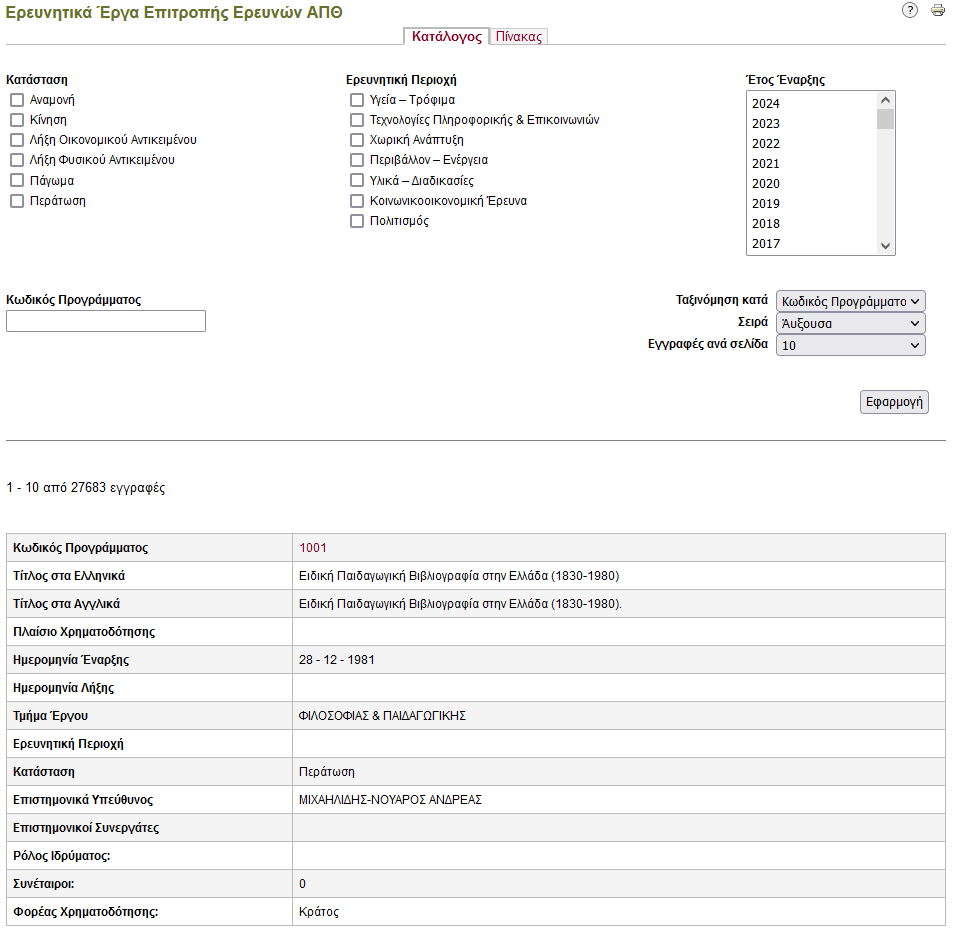 Ερευνητικά Έργα Επιτροπής Ερευνών ΑΠΘ
?
Κατάλογος Πίνακας
Κατάσταση
Αναμονή
Κίνηση
Λήξη Οικονομικού Αντικειμένου
Λήξη Φυσικού Αντικειμένου
Πάγωμα
Περάτωση
Ερευνητική Περιοχή
Υγεία – Τρόφιμα
Τεχνολογίες Πληροφορικής & Επικοινωνιών
Χωρική Ανάπτυξη
Περιβάλλον – Ενέργεια
Υλικά – Διαδικασίες
Κοινωνικοοικονομική Έρευνα
Πολιτισμός
Έτος Έναρξης
2024
2023
2022
2021
2020
2019
2018
2017
Κωδικός Προγράμματος
Ταξινόμηση κατά Κωδικός Προγράμματο
Σειρά Άυξουσα
Εγγραφές ανά σελίδα 10
Εφαρμογή
1 - 10 από 27683 εγγραφές
Κωδικός Προγράμματος 1001
Τίτλος στα Ελληνικά Ειδική Παιδαγωγική Βιβλιογραφία στην Ελλάδα (1830-1980)
Τίτλος στα Αγγλικά Ειδική Παιδαγωγική Βιβλιογραφία στην Ελλάδα (1830-1980).
Πλαίσιο Χρηματοδότησης
Ημερομηνία Έναρξης 28 - 12 - 1981
Ημερομηνία Λήξης
Τμήμα Έργου ΦΙΛΟΣΟΦΙΑΣ & ΠΑΙΔΑΓΩΓΙΚΗΣ
Ερευνητική Περιοχή
Κατάσταση Περάτωση
Επιστημονικά Υπεύθυνος ΜΙΧΑΗΛΙΔΗΣ-ΝΟΥΑΡΟΣ ΑΝΔΡΕΑΣ
Επιστημονικοί Συνεργάτες
Ρόλος Ιδρύματος:
Συνέταιροι: 0
Φορέας Χρηματοδότησης: Κράτος